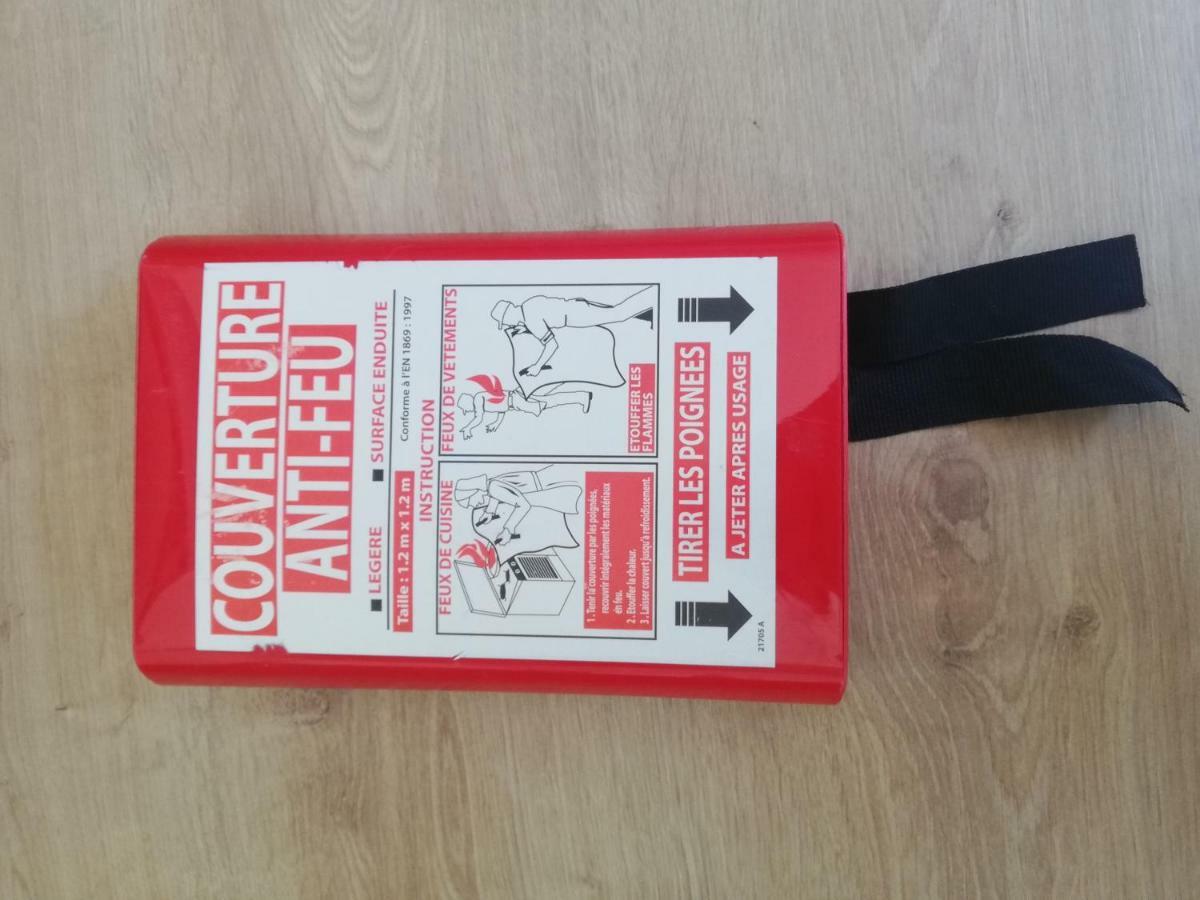 COUVERTURE
ANTI-FEU
■ LEGERE ■ SURFACE ENDUITE
Taille : 1.2 m x 1.2 m Conforme à l'EN 1869 : 1997
INSTRUCTION
FEUX DE CUISINE
1. Tenir la couverture par les poignées,
recouvrir intégralement les matériaux
en feu.
2. Etouffer la chaleur.
3. Laisser couvert jusqu'à refroidissement.
FEUX DE VETEMENTS
ETOUFFER LES
FLAMMES
TIRER LES POIGNEES
A JETER APRES USAGE
21705 A